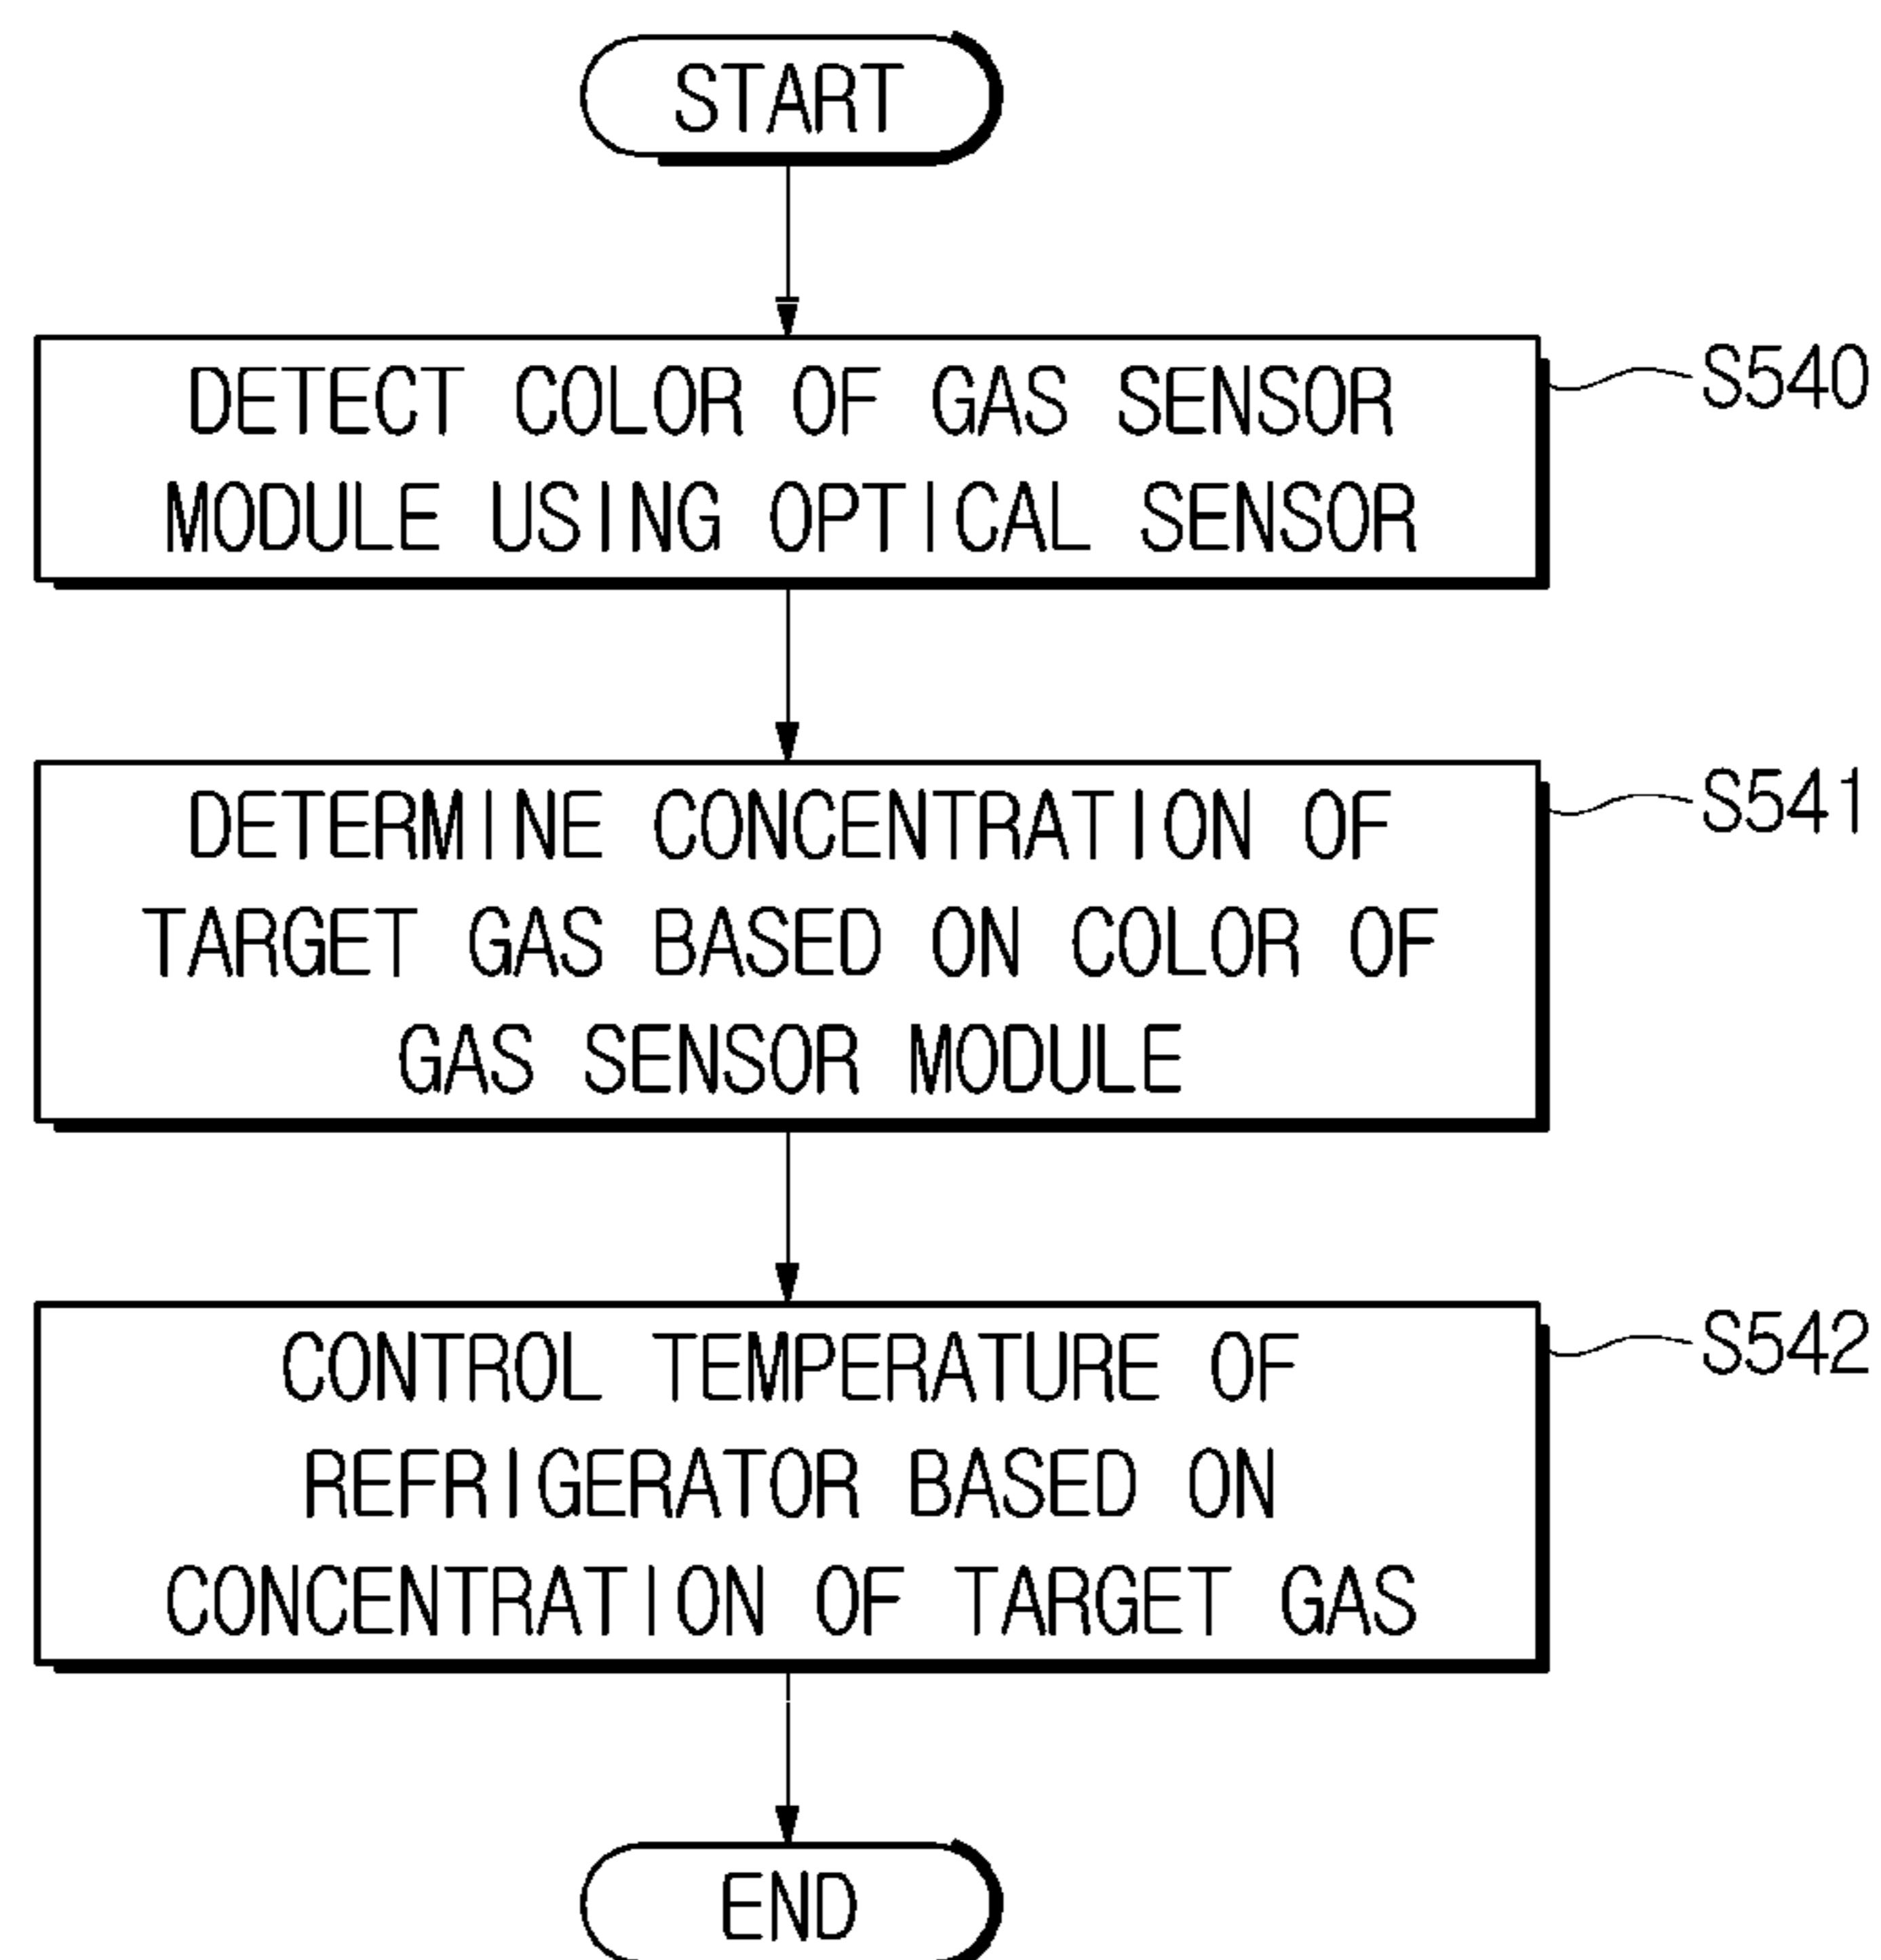 START
DETECT COLOR OF GAS SENSOR
MODULE USING OPTICAL SENSOR
S540
DETERMINE CONCENTRATION OF
TARGET GAS BASED ON COLOR OF
GAS SENSOR MODULE
S541
CONTROL TEMPERATURE OF
REFRIGERATOR BASED ON
CONCENTRATION OF TARGET GAS
S542
END